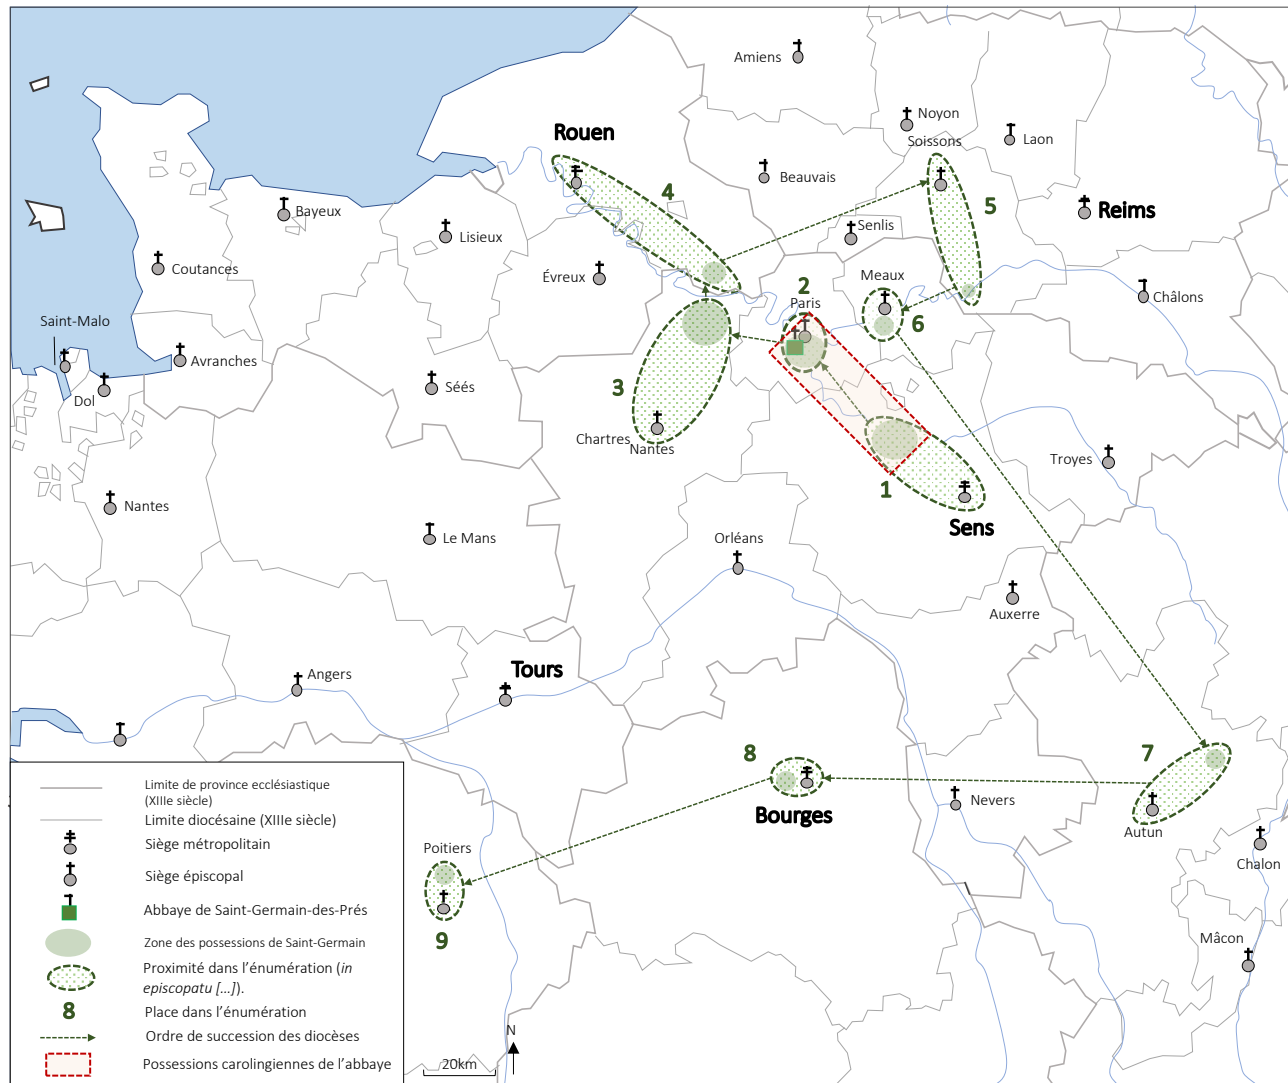 Amiens
Noyon
Rouen
Soissons
Laon
4
Beauvais
5
Reims
Bayeux
Senlis
Lisieux
Coutances
Évreux
Meaux
2
Châlons
Paris
Saint-Malo
6
Avranches
3
Séés
Dol
Chartres
Nantes
Troyes
1
Nantes
Sens
Le Mans
Orléans
Auxerre
Tours
Angers
8
7
Nevers
Bourges
Autun
Poitiers
Chalon
9
Mâcon
Limite de province ecclésiastique
(XIIIe siècle)
Limite diocésaine (XIIIe siècle)
Siège métropolitain
Siège épiscopal
Abbaye de Saint-Germain-des-Prés
Zone des possessions de Saint-Germain
Proximité dans l’énumération (in
episcopatu […]).
8 Place dans l’énumération
Ordre de succession des diocèses
Possessions carolingiennes de l’abbaye
N
20km